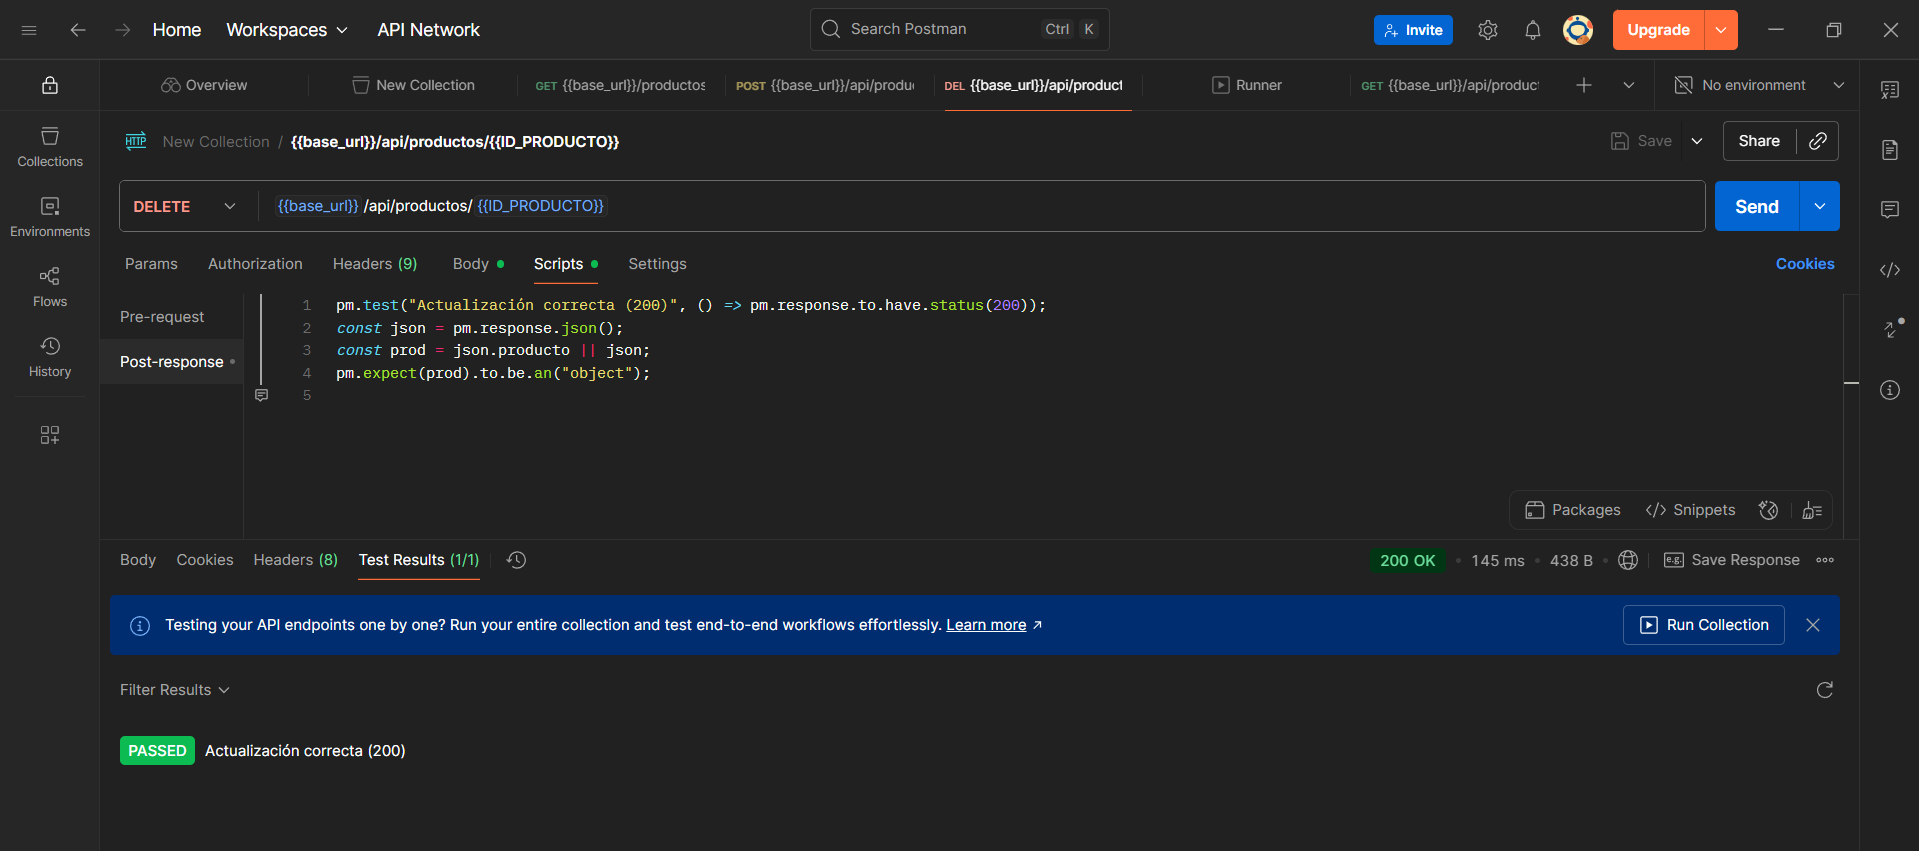 Home
Workspaces
API Network
Search Postman
Ctrl
K
Invite
Upgrade
Overview
New Collection
GET {{base_url}}/productos
POST {{base_url}}/api/produ
DEL {{base_url}}/api/product
Runner
GET {{base_url}}/api/produc
No environment
HTTP
New Collection / {{base_url}}/api/productos/{{ID_PRODUCTO}}
Save
Share
Collections
Environments
Flows
History
DELETE
{{base_url}} /api/productos/ {{ID_PRODUCTO}}
Send
Params
Authorization
Headers (9)
Body
Scripts
Settings
Cookies
Pre-request
Post-response
1 pm.test("Actualización correcta (200)", () => pm.response.to.have.status(200));
2 const json = pm.response.json();
3 const prod = json.producto || json;
4 pm.expect(prod).to.be.an("object");
5
Packages
Snippets
Body
Cookies
Headers (8)
Test Results (1/1)
200 OK
145 ms
438 B
e.g.
Save Response
Testing your API endpoints one by one? Run your entire collection and test end-to-end workflows effortlessly. Learn more
Run Collection
Filter Results
PASSED
Actualización correcta (200)